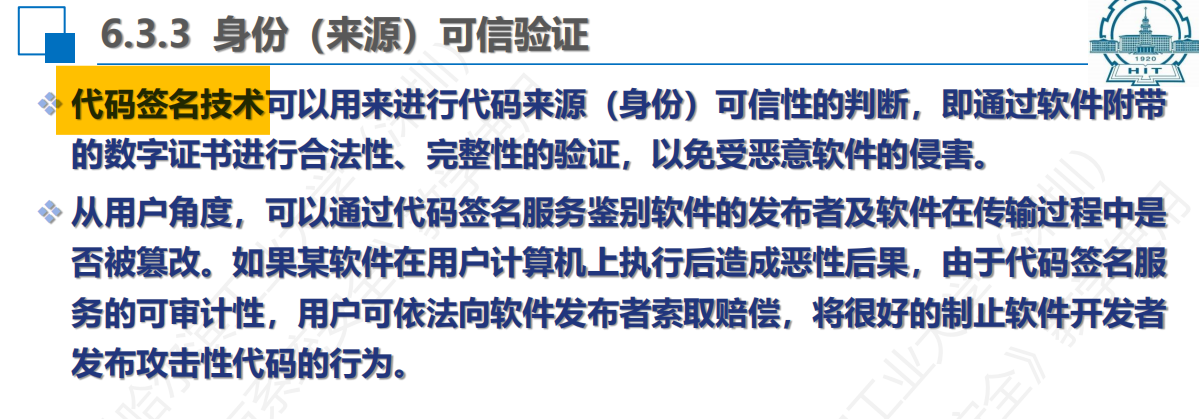 6.3.3 身份（来源）可信验证
1920
HIT
代码签名技术可以用来进行代码来源（身份）可信性的判断，即通过软件附带
的数字证书进行合法性、完整性的验证，以免受恶意软件的侵害。
从用户角度，可以通过代码签名服务鉴别软件的发布者及软件在传输过程中是
否被篡改。如果某软件在用户计算机上执行后造成恶性后果，由于代码签名服
务的可审计性，用户可依法向软件发布者索取赔偿，将很好的制止软件开发者
发布攻击性代码的行为。